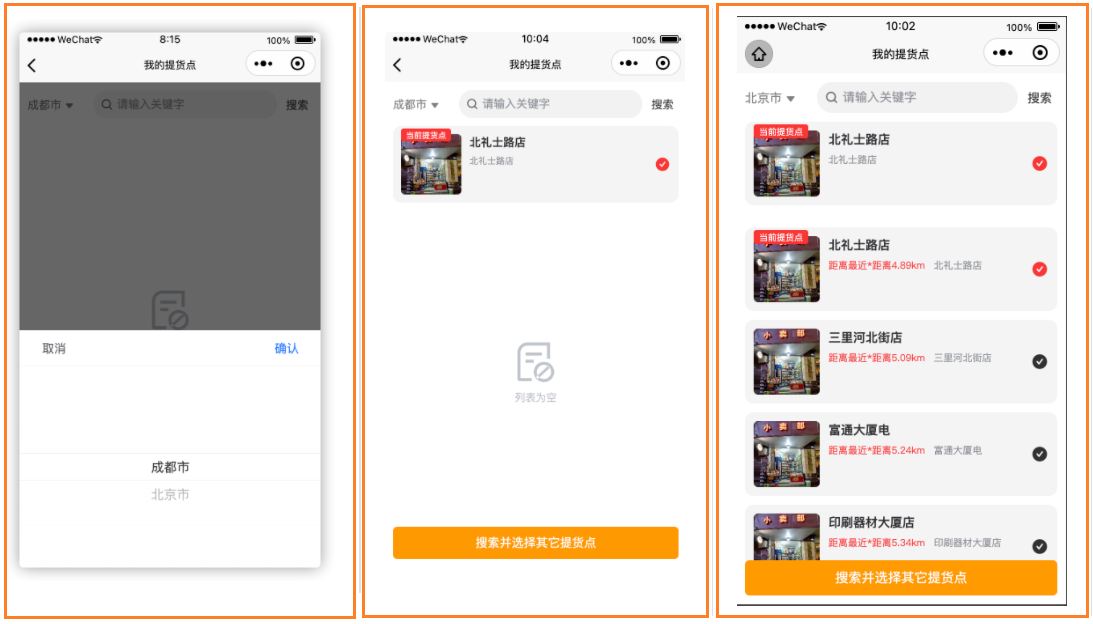 WeChat
8:15
100%
我的提货点
成都市
请输入关键字
搜索
取消
确认
成都市
北京市
WeChat
10:04
100%
我的提货点
成都市
请输入关键字
搜索
当前提货点
北礼士路店
北礼士路店
列表为空
搜索并选择其它提货点
WeChat
10:02
100%
我的提货点
北京市
请输入关键字
搜索
当前提货点
北礼士路店
北礼士路店
当前提货点
北礼士路店
距离最近*距离4.89km 北礼士路店
小卖部
三里河北街店
距离最近*距离5.09km 三里河北街店
小卖部
富通大厦电
距离最近*距离5.24km 富通大厦电
小卖部
印刷器材大厦店
距离最近*距离5.34km 印刷器材大厦店
搜索并选择其它提货点